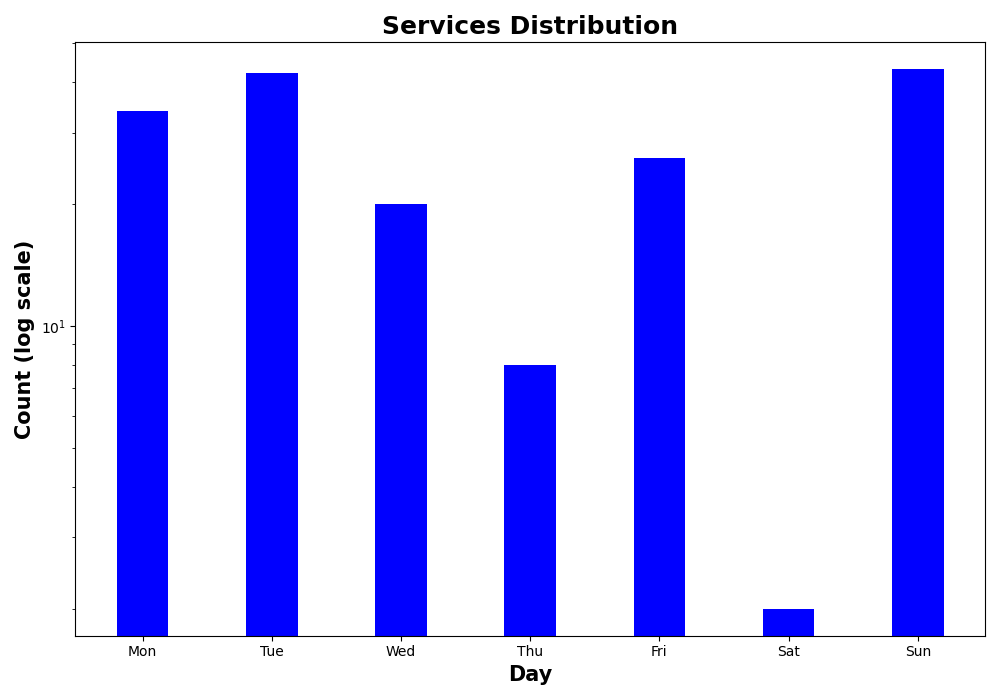 Services Distribution
Count (log scale)
10¹
Mon Tue Wed Thu Fri Sat Sun
Day